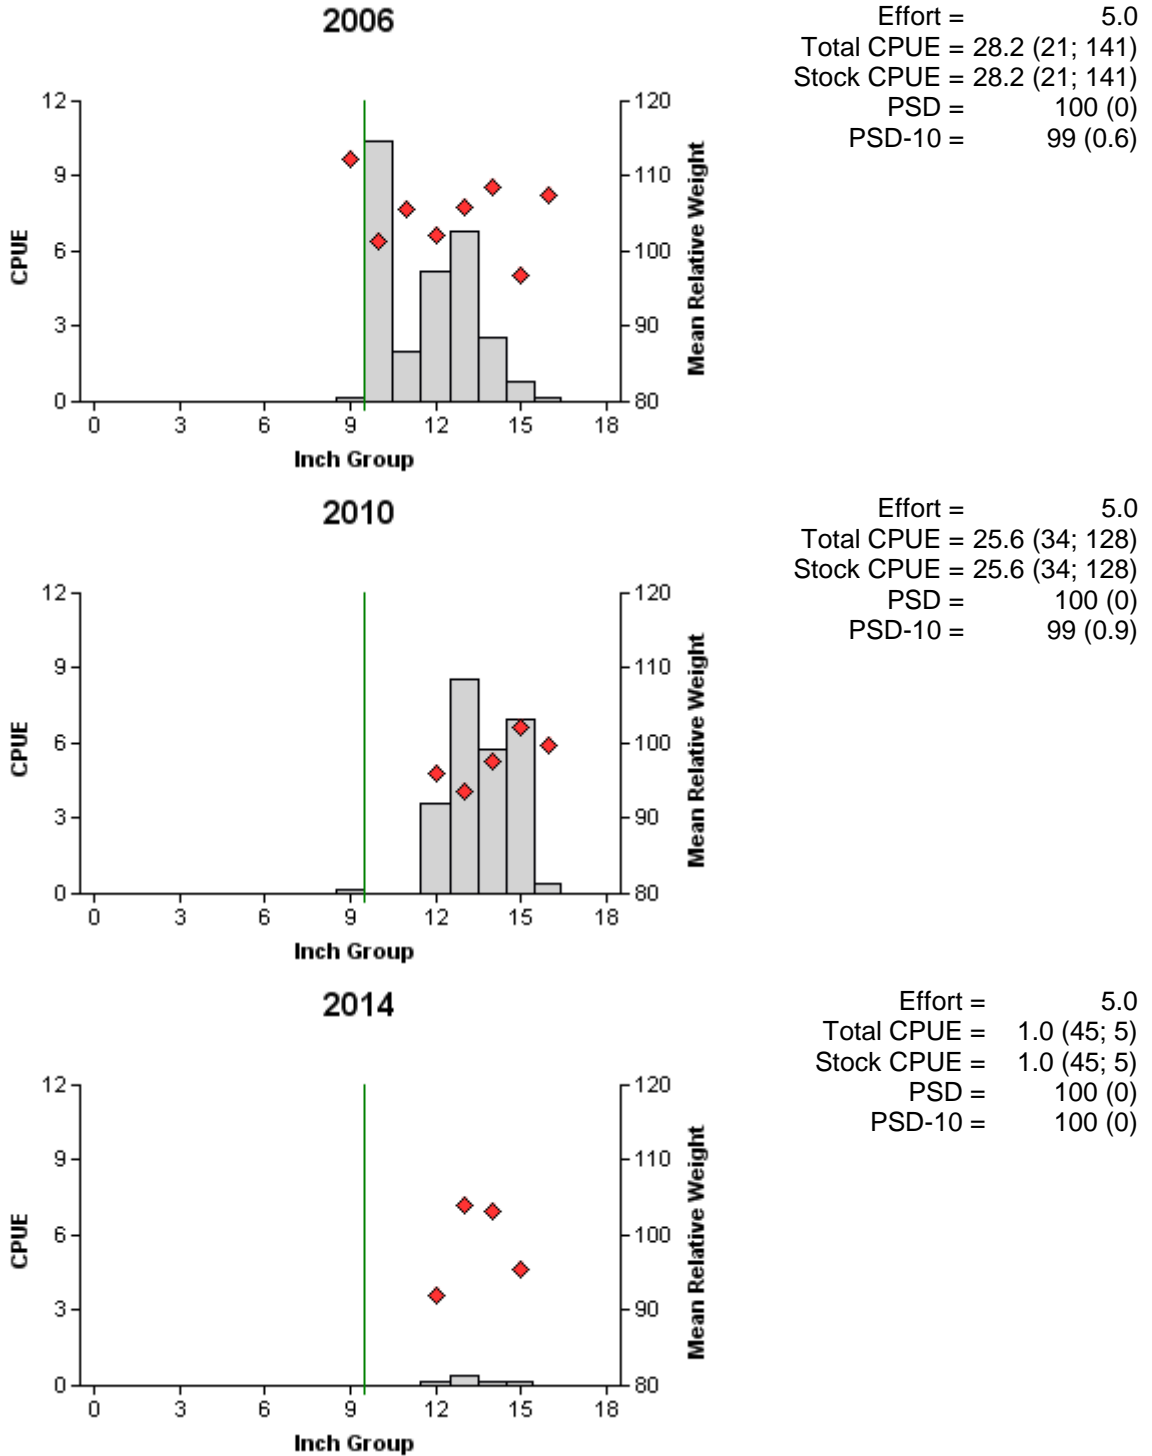 2006
Effort = 5.0
Total CPUE = 28.2 (21; 141)
Stock CPUE = 28.2 (21; 141)
PSD = 100 (0)
PSD-10 = 99 (0.6)
12
9
6
3
0
CPUE
120
110
100
90
80
Mean Relative Weight
0 3 6 9 12 15 18
Inch Group
2010
Effort = 5.0
Total CPUE = 25.6 (34; 128)
Stock CPUE = 25.6 (34; 128)
PSD = 100 (0)
PSD-10 = 99 (0.9)
12
9
6
3
0
CPUE
120
110
100
90
80
Mean Relative Weight
0 3 6 9 12 15 18
Inch Group
2014
Effort = 5.0
Total CPUE = 1.0 (45; 5)
Stock CPUE = 1.0 (45; 5)
PSD = 100 (0)
PSD-10 = 100 (0)
12
9
6
3
0
CPUE
120
110
100
90
80
Mean Relative Weight
0 3 6 9 12 15 18
Inch Group